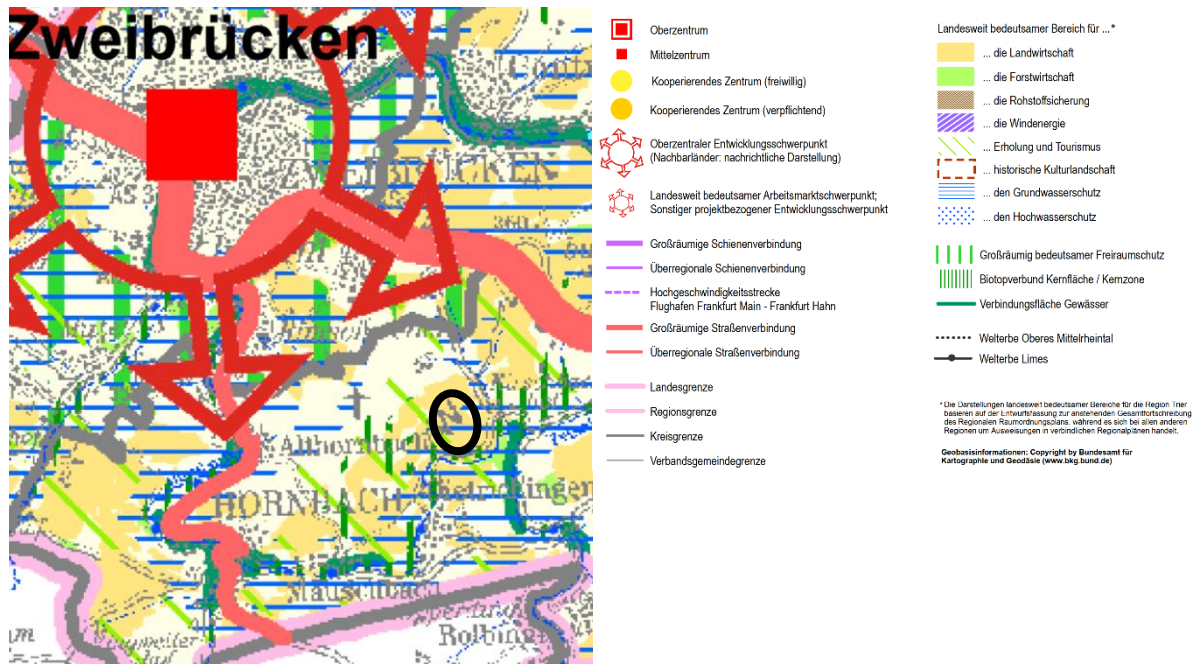 Zweibrücken
HORNBACH
Oberzentrum
Mittelzentrum
Kooperierendes Zentrum (freiwillig)
Kooperierendes Zentrum (verpflichtend)
Oberzentraler Entwicklungsschwerpunkt
(Nachbarländer: nachrichtliche Darstellung)
Landesweit bedeutsamer Arbeitsmarktschwerpunkt;
Sonstiger projektbezogener Entwicklungsschwerpunkt
Großräumige Schienenverbindung
Überregionale Schienenverbindung
Hochgeschwindigkeitsstrecke
Flughafen Frankfurt Main - Frankfurt Hahn
Großräumige Straßenverbindung
Überregionale Straßenverbindung
Landesgrenze
Regionsgrenze
Kreisgrenze
Verbandsgemeindegrenze
Landesweit bedeutsamer Bereich für ...*
... die Landwirtschaft
... die Forstwirtschaft
... die Rohstoffsicherung
... die Windenergie
... Erholung und Tourismus
... historische Kulturlandschaft
... den Grundwasserschutz
... den Hochwasserschutz
Großräumig bedeutsamer Freiraumschutz
Biotopverbund Kernfläche / Kernzone
Verbindungsfläche Gewässer
Welterbe Oberes Mittelrheintal
Welterbe Limes
* Die Darstellungen landesweit bedeutsamer Bereiche für die Region Trier
basieren auf der Entwurfsfassung zur anstehenden Gesamtfortschreibung
des Regionalen Raumordnungsplans, während es sich bei allen anderen
Regionen um Ausweisungen in verbindlichen Regionalplänen handelt.
Geobasisinformationen: Copyright by Bundesamt für
Kartographie und Geodäsie (www.bkg.bund.de)